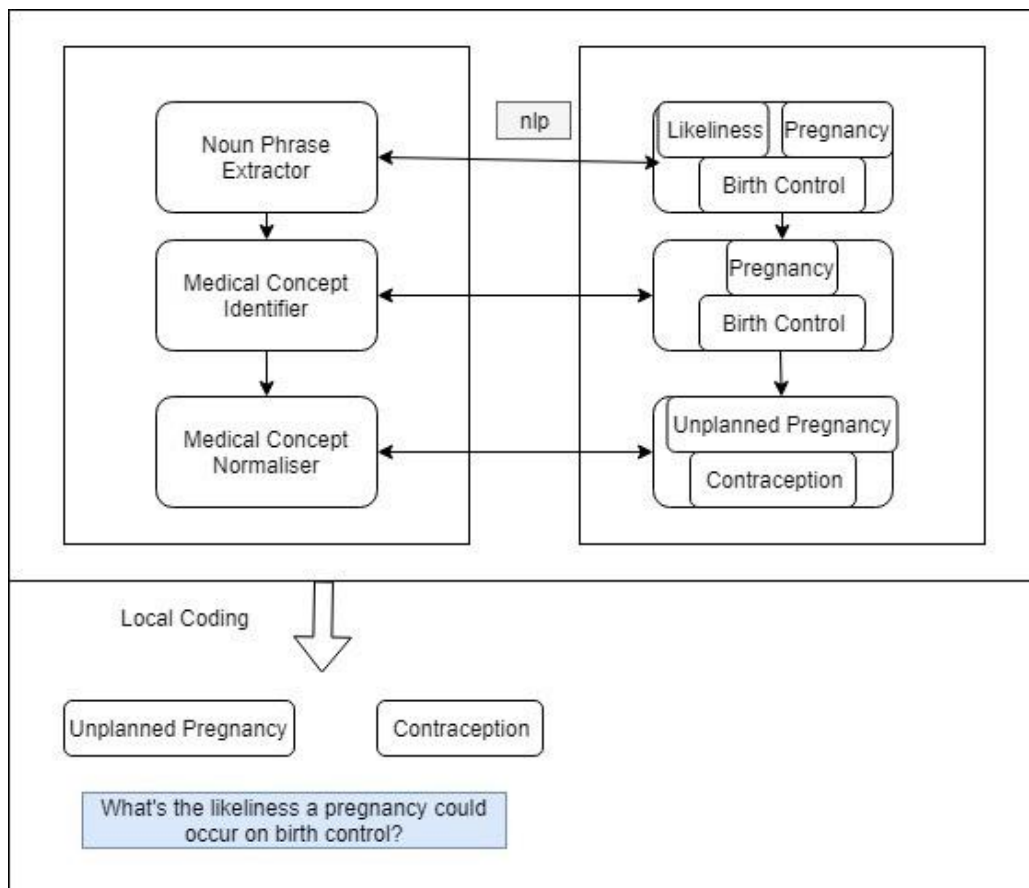 Noun Phrase
Extractor
nlp
Likeliness
Pregnancy
Birth Control
Medical Concept
Identifier
Pregnancy
Birth Control
Medical Concept
Normaliser
Unplanned Pregnancy
Contraception
Local Coding
Unplanned Pregnancy
Contraception
What's the likeliness a pregnancy could
occur on birth control?